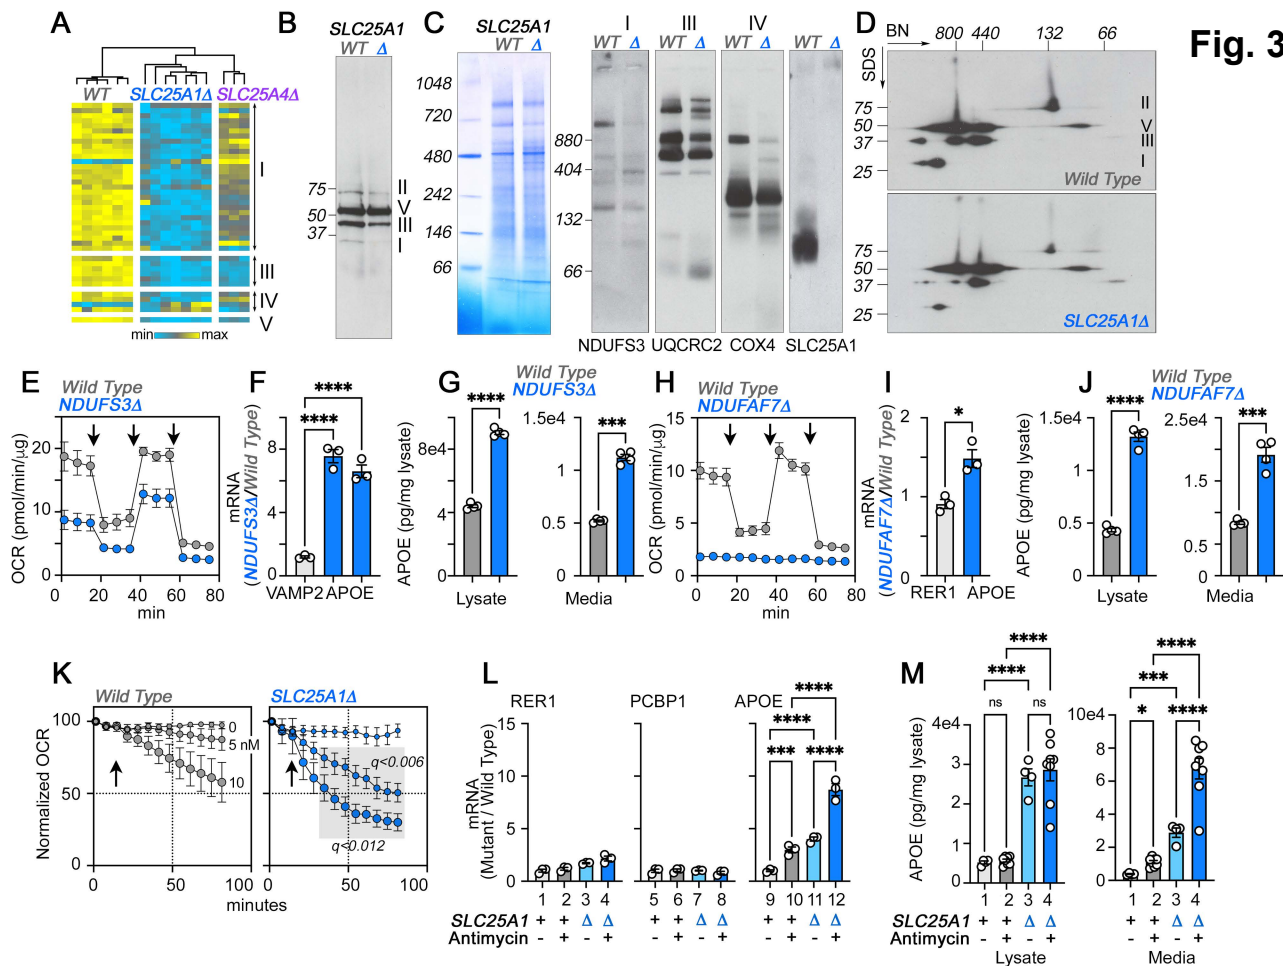 Fig. 3
A
WT SLC25A1Δ SLC25A4Δ
I
III
IV
V
min max
B
SLC25A1
WT Δ
75
50
37
II
V
III
I
C
SLC25A1
WT Δ
1048
720
480
242
146
66
I III IV
WT Δ WT Δ WT Δ WT Δ
880
404
132
66
NDUFS3 UQCRC2 COX4 SLC25A1
D
BN 800 440 132 66
SDS
75
50
37
25
II
V
III
I
Wild Type
75
50
37
25
SLC25A1Δ
E
Wild Type
NDUFS3Δ
OCR (pmol/min/µg)
20
10
0
0 20 40 60 80
min
F
mRNA
(NDUFS3Δ/Wild Type)
****
****
8
4
0
VAMP2 APOE
G
Wild Type
NDUFS3Δ
APOE (pg/mg lysate)
****
8e4
4
0
Lysate
***
1.5e4
1
0.5
0
Media
H
Wild Type
NDUFAF7Δ
OCR (pmol/min/µg)
15
10
5
0
0 20 40 60 80
min
I
mRNA
(NDUFAF7Δ/Wild Type)
*
2
1
0
RER1 APOE
J
Wild Type
NDUFAF7Δ
APOE (pg/mg lysate)
****
1.5e4
1
0.5
0
Lysate
***
2.5e4
1.5
1
0
Media
K
Wild Type SLC25A1Δ
Normalized OCR
100
50
0
0
5 nM
10
q<0.006
q<0.012
0 50 100 0 50 100
minutes
L
RER1 PCBP1 APOE
mRNA
(Mutant / Wild Type)
15
10
5
0
****
****
*** ****
1 2 3 4 5 6 7 8 9 10 11 12
SLC25A1 + + Δ Δ + + Δ Δ + + Δ Δ
Antimycin - + - + - + - + - + - +
M
APOE (pg/mg lysate)
****
****
ns ns
4e4
3
2
1
0
1 2 3 4
****
***
* ****
10e4
8
6
4
2
0
1 2 3 4
SLC25A1 + + Δ Δ + + Δ Δ
Antimycin - + - + - + - +
Lysate Media